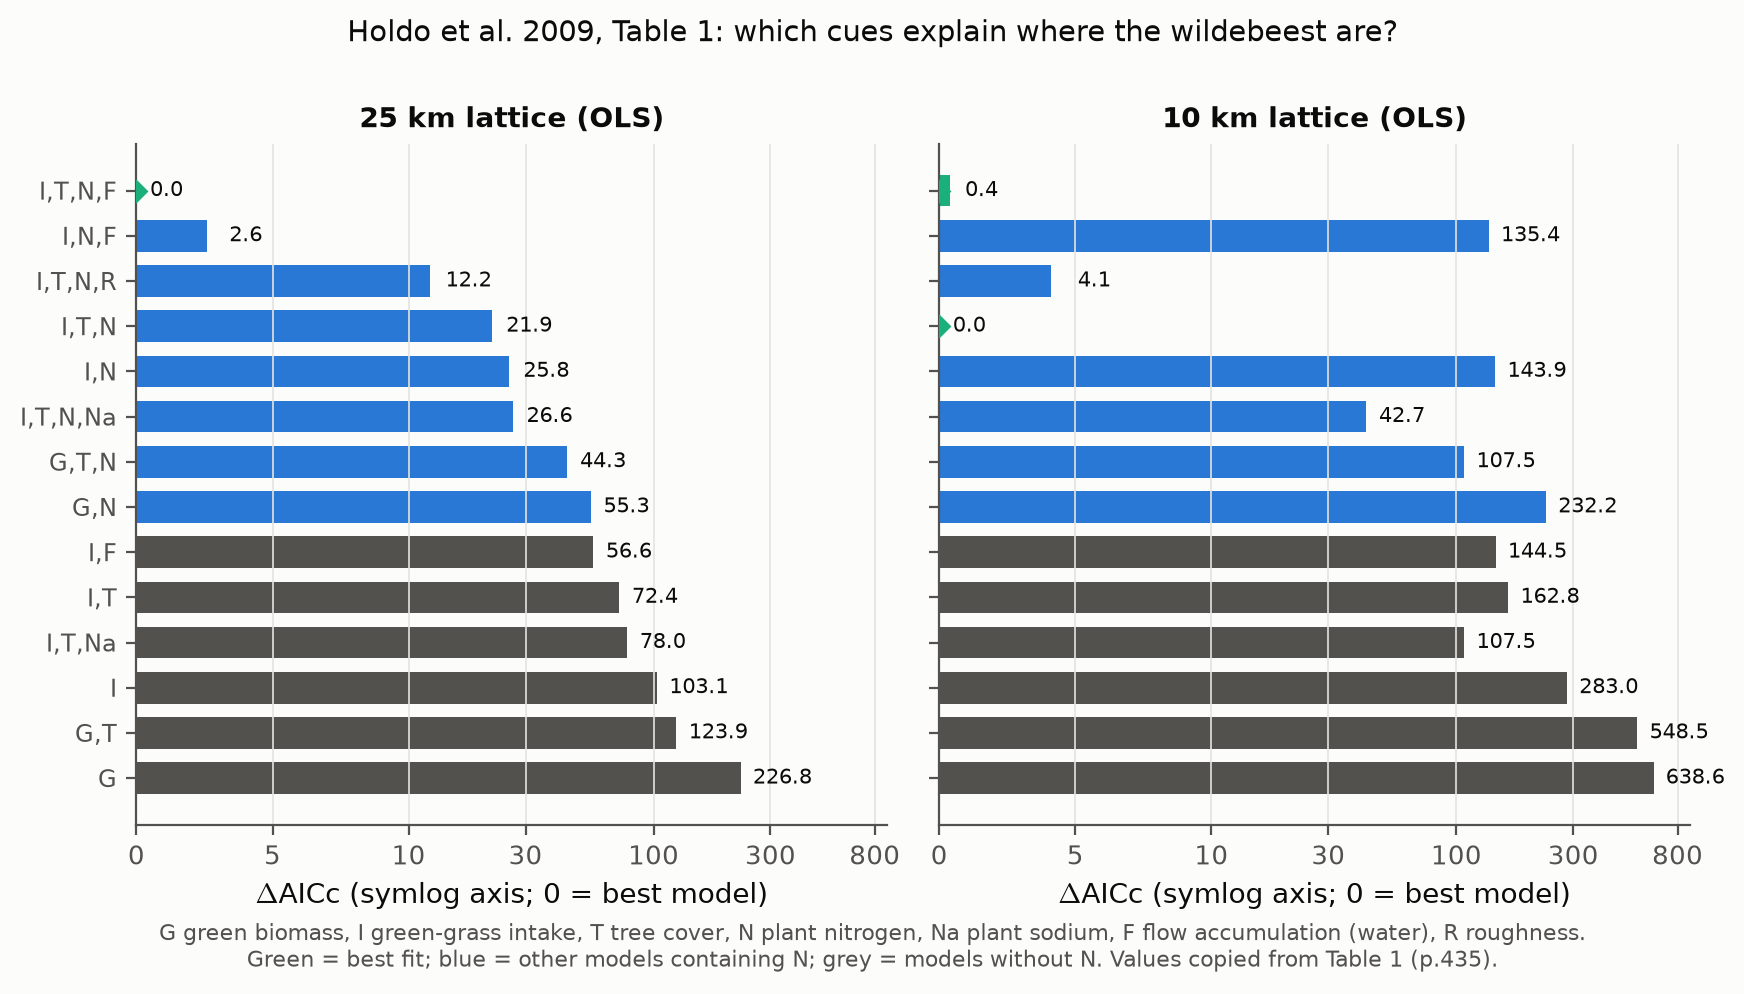 Holdo et al. 2009, Table 1: which cues explain where the wildebeest are?
25 km lattice (OLS)
I,T,N,F 0.0
I,N,F 2.6
I,T,N,R 12.2
I,T,N 21.9
I,N 25.8
I,T,N,Na 26.6
G,T,N 44.3
G,N 55.3
I,F 56.6
I,T 72.4
I,T,Na 78.0
I 103.1
G,T 123.9
G 226.8
0 5 10 30 100 300 800
ΔAICc (symlog axis; 0 = best model)
10 km lattice (OLS)
0.4
135.4
4.1
0.0
143.9
42.7
107.5
232.2
144.5
162.8
107.5
283.0
548.5
638.6
0 5 10 30 100 300 800
ΔAICc (symlog axis; 0 = best model)
G green biomass, I green-grass intake, T tree cover, N plant nitrogen, Na plant sodium, F flow accumulation (water), R roughness.
Green = best fit; blue = other models containing N; grey = models without N. Values copied from Table 1 (p.435).